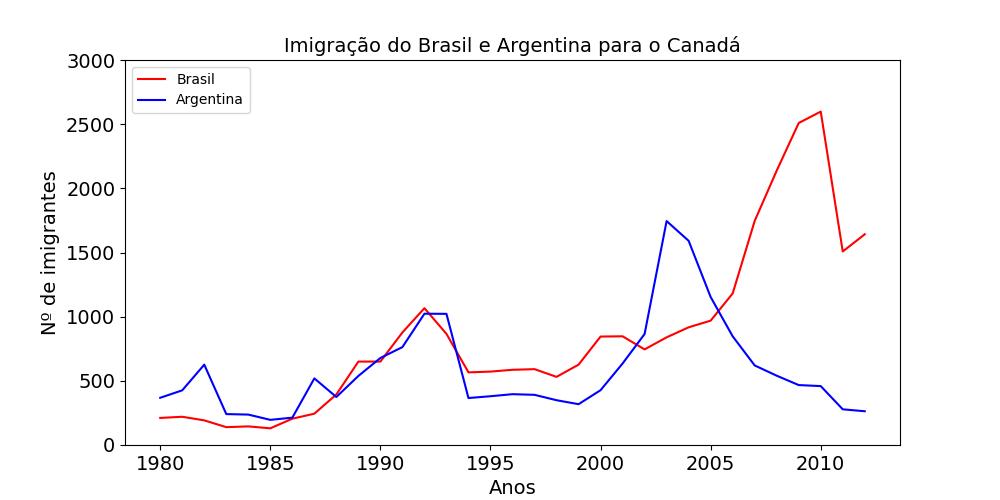 Imigração do Brasil e Argentina para o Canadá
3000
2500
2000
1500
1000
500
0
Nº de imigrantes
Brasil
Argentina
1980 1985 1990 1995 2000 2005 2010
Anos